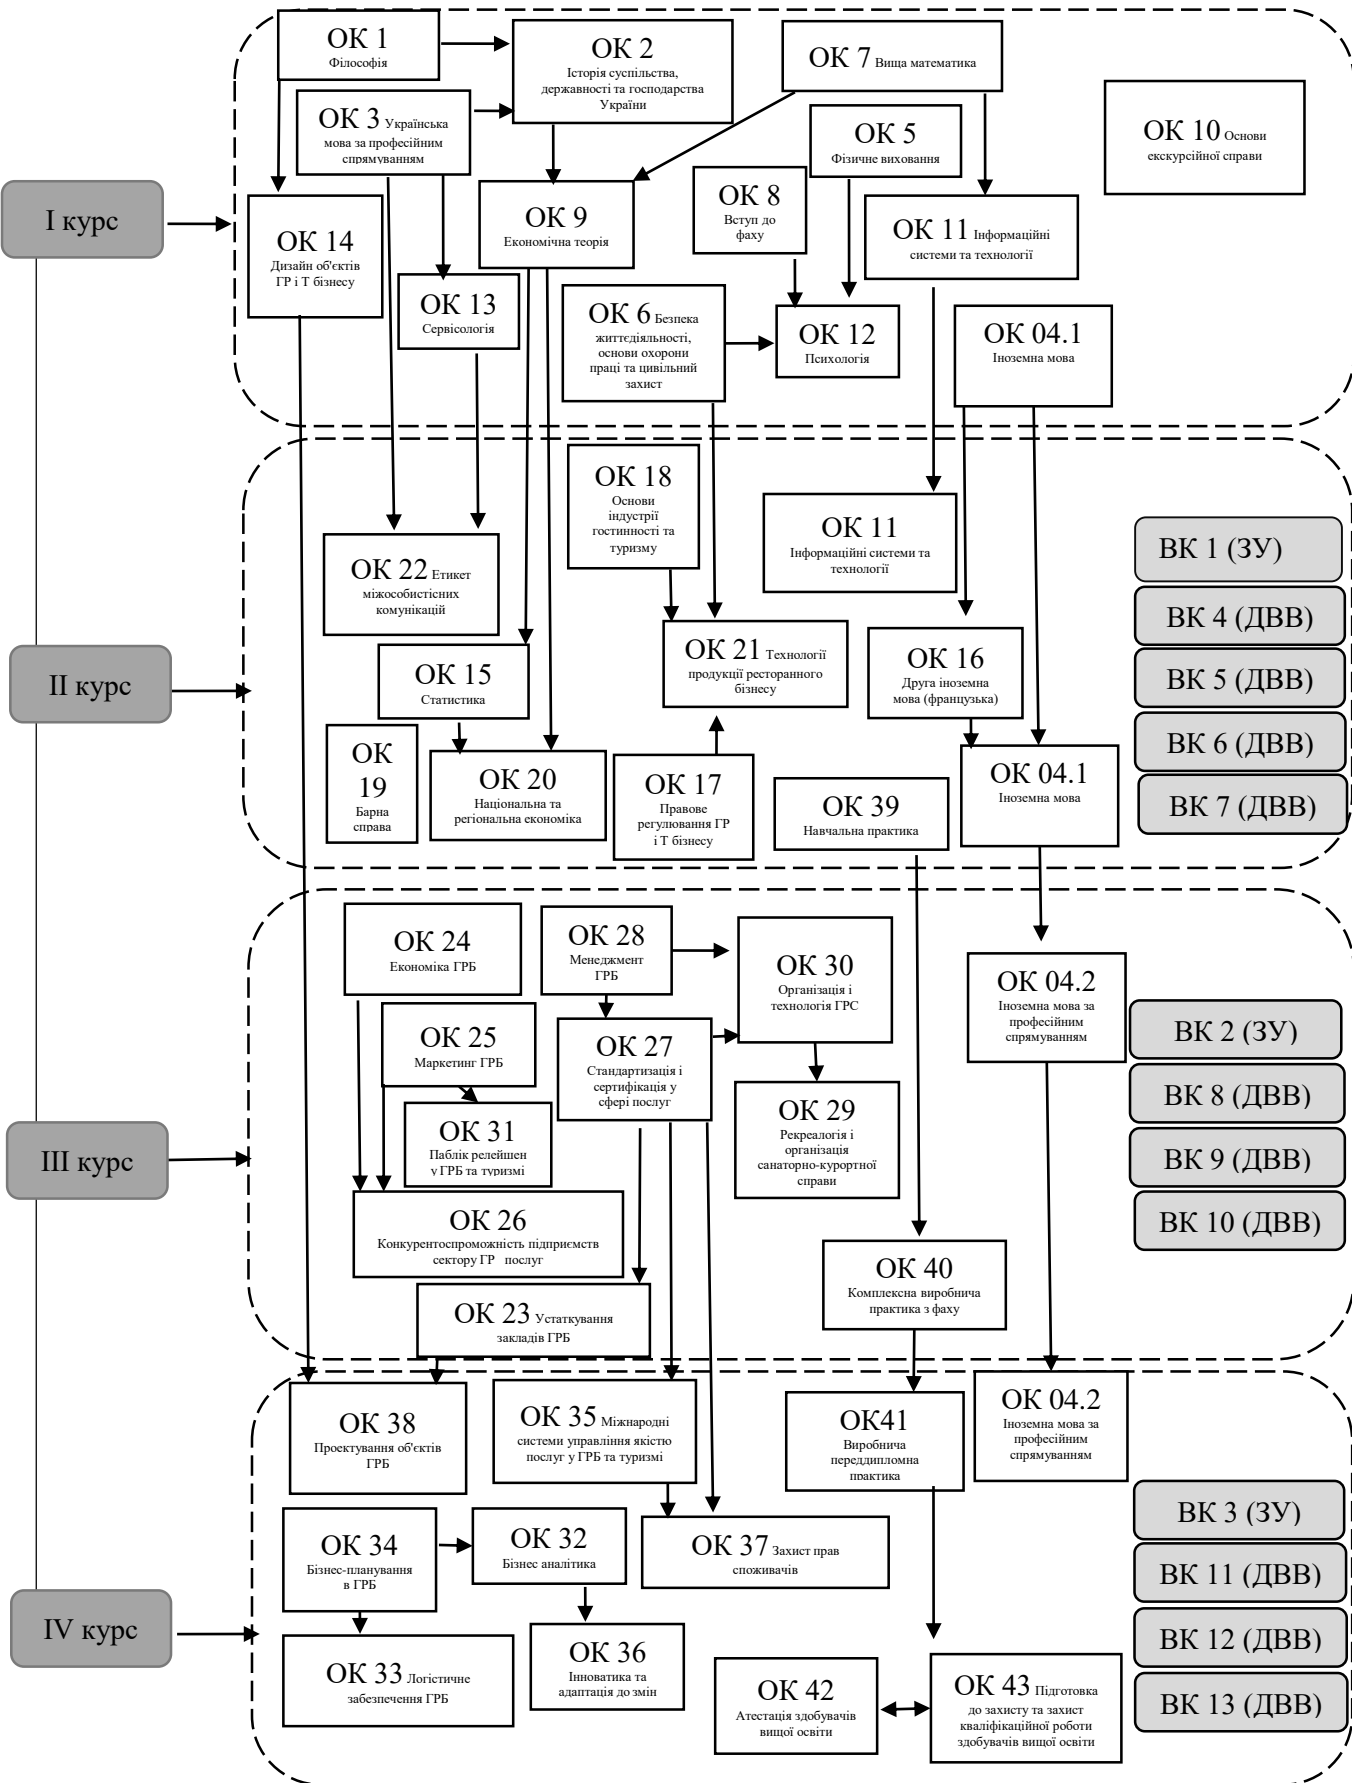 ОК 1
Філософія
ОК 2
Історія суспільства,
державності та господарства
України
ОК 7 Вища математика
ОК 10 Основи
екскурсійної справи
ОК 3 Українська
мова за професійним
спрямуванням
ОК 5
Фізичне виховання
І курс
ОК 14
Дизайн об'єктів
ГР і Т бізнесу
ОК 9
Економічна теорія
ОК 8
Вступ до
фаху
ОК 11 Інформаційні
системи та технології
ОК 13
Сервісологія
ОК 6 Безпека
життєдіяльності,
основи охорони
праці та цивільний
захист
ОК 12
Психологія
ОК 04.1
Іноземна мова
ОК 18
Основи
індустрії
гостинності та
туризму
ОК 11
Інформаційні системи та
технології
ВК 1 (ЗУ)
ОК 22 Етикет
міжособистісних
комунікацій
ВК 4 (ДВВ)
ІІ курс
ОК 15
Статистика
ОК 21 Технології
продукції ресторанного
бізнесу
ОК 16
Друга іноземна
мова (французька)
ВК 5 (ДВВ)
ВК 6 (ДВВ)
ОК
19
Барна
справа
ОК 20
Національна та
регіональна економіка
ОК 17
Правове
регулювання ГР
і Т бізнесу
ОК 39
Навчальна практика
ОК 04.1
Іноземна мова
ВК 7 (ДВВ)
ОК 24
Економіка ГРБ
ОК 28
Менеджмент
ГРБ
ОК 30
Організація і
технологія ГРС
ОК 04.2
Іноземна мова за
професійним
спрямуванням
ВК 2 (ЗУ)
ОК 25
Маркетинг ГРБ
ОК 27
Стандартизація і
сертифікація у
сфері послуг
ВК 8 (ДВВ)
ІІІ курс
ОК 31
Паблік релейшен
у ГРБ та туризмі
ОК 29
Рекреалогія і
організація
санаторно-курортної
справи
ВК 9 (ДВВ)
ВК 10 (ДВВ)
ОК 26
Конкурентоспроможність підприємств
сектору ГР послуг
ОК 40
Комплексна виробнича
практика з фаху
ОК 23 Устаткування
закладів ГРБ
ОК 38
Проектування об'єктів
ГРБ
ОК 35 Міжнародні
системи управління якістю
послуг у ГРБ та туризмі
ОК41
Виробнича
переддипломна
практика
ОК 04.2
Іноземна мова за
професійним
спрямуванням
ВК 3 (ЗУ)
ОК 34
Бізнес-планування
в ГРБ
ОК 32
Бізнес аналітика
ОК 37 Захист прав
споживачів
ВК 11 (ДВВ)
IV курс
ВК 12 (ДВВ)
ОК 33 Логістичне
забезпечення ГРБ
ОК 36
Інноватика та
адаптація до змін
ОК 42
Атестація здобувачів
вищої освіти
ОК 43 Підготовка
до захисту та захист
кваліфікаційної роботи
здобувачів вищої освіти
ВК 13 (ДВВ)